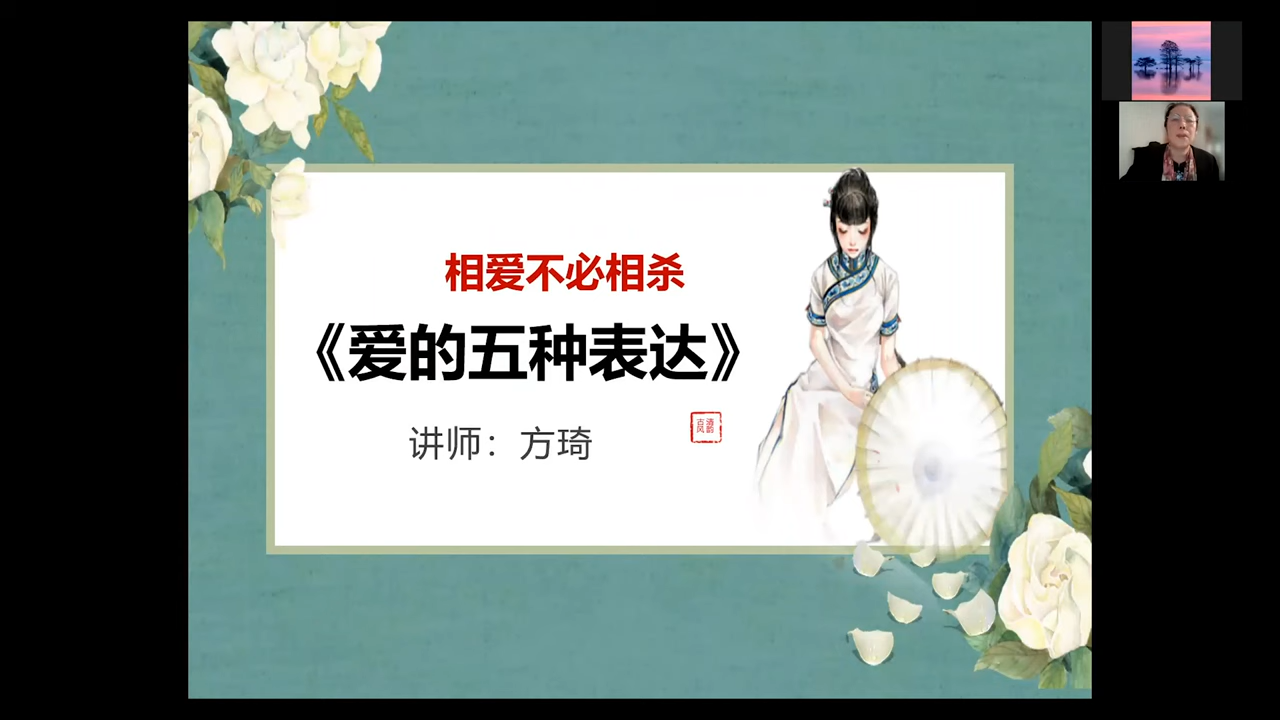 相爱不必相杀
《爱的五种表达》
讲师：方琦